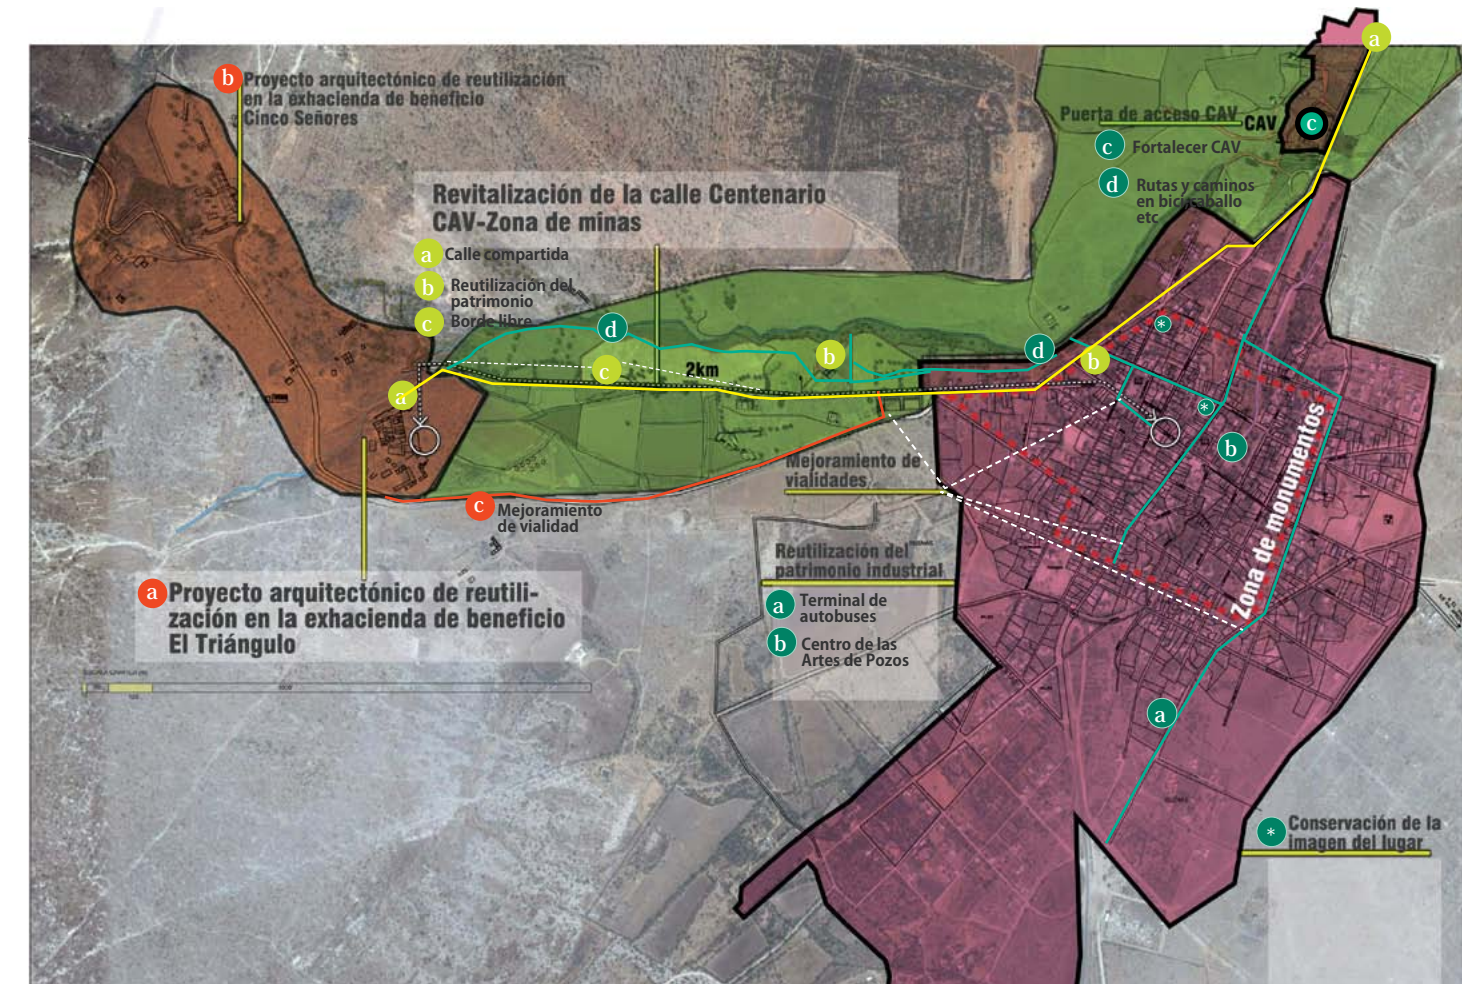 b Proyecto arquitectónico de reutilización
en la exhacienda de beneficio
Cinco Señores
a
Puerta de acceso CAV CAV c
c Fortalecer CAV
d Rutas y caminos
en bici, caballo
etc
Revitalización de la calle Centenario
CAV-Zona de minas
a Calle compartida
b Reutilización del
patrimonio
c Borde libre
d
b
c
2km
d
b
a
*
*
b
Zona de monumentos
Mejoramiento de
vialidades
c Mejoramiento
de vialidad
Reutilización del
patrimonio industrial
a Terminal de
autobuses
b Centro de las
Artes de Pozos
a Proyecto arquitectónico de reutili-
zación en la exhacienda de beneficio
El Triángulo
a
* Conservación de la
imagen del lugar